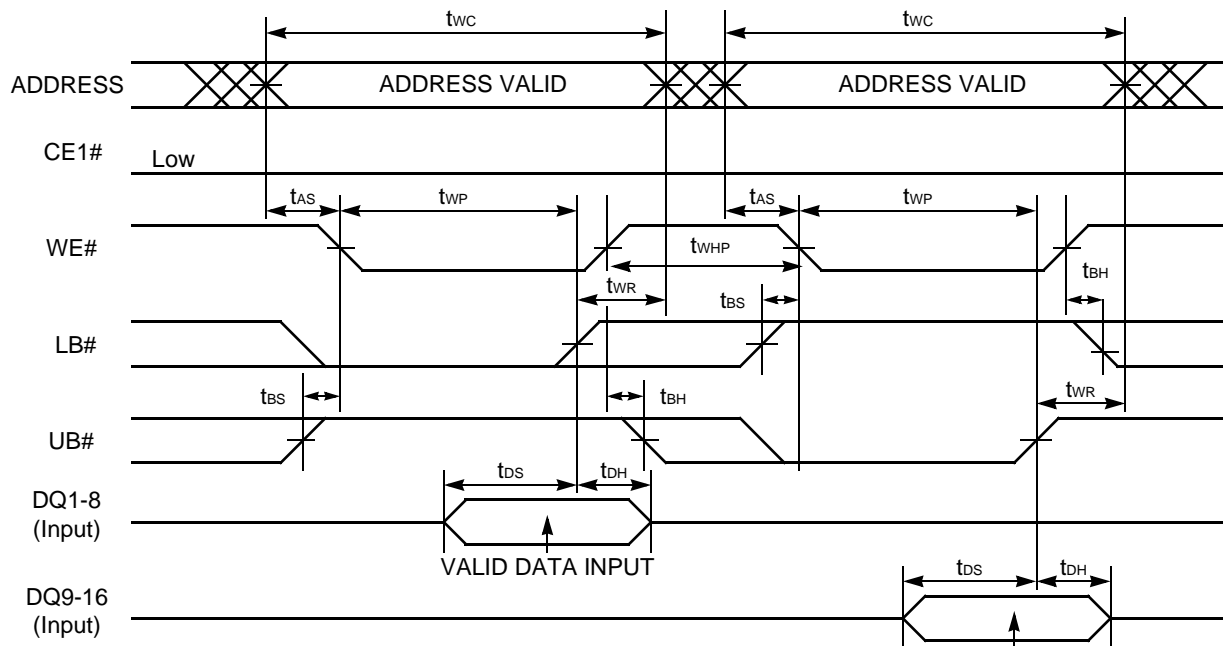 tWC tWC
ADDRESS ADDRESS VALID ADDRESS VALID
CE1# Low
tAS tWP tAS tWP
WE# tWHP
tWR tBS tBH
LB#
tBS tBH tWR
UB#
tDS tDH
DQ1-8
(Input)
VALID DATA INPUT
tDS tDH
DQ9-16
(Input)